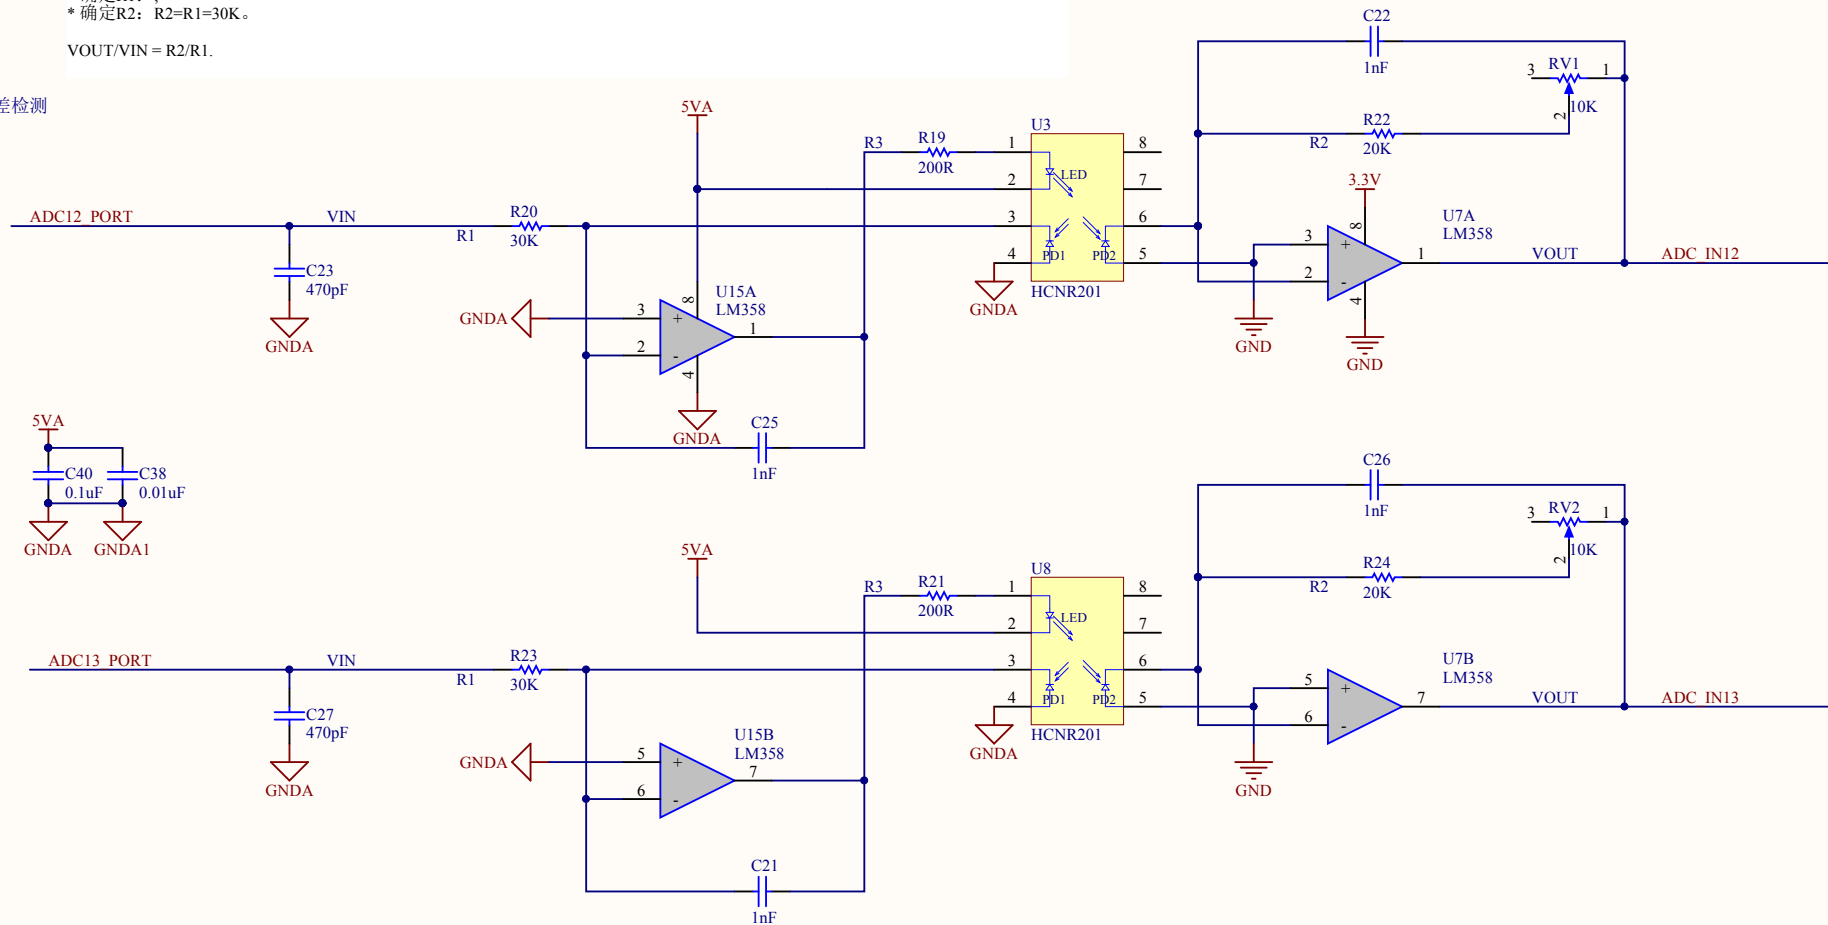 * 确定R2：R2=R1=30K。
VOUT/VIN = R2/R1.
差检测
C22
1nF
RV1
3
1
2
10K
R22
R2
20K
5VA
U3
R3
R19
200R
1
2
3
4
8
7
6
5
LED
PD1
PD2
HCNR201
GNDA
ADC12_PORT
VIN
R1
R20
30K
C23
470pF
GNDA
GNDA
U15A
LM358
3
2
8
4
1
+
-
GNDA
C25
1nF
3.3V
U7A
LM358
3
2
8
4
1
+
-
VOUT
ADC_IN12
GND
GND
5VA
C40
0.1uF
C38
0.01uF
GNDA
GNDA1
C26
1nF
RV2
3
1
2
10K
R24
R2
20K
5VA
U8
R3
R21
200R
1
2
3
4
8
7
6
5
LED
PD1
PD2
HCNR201
GNDA
ADC13_PORT
VIN
R1
R23
30K
C27
470pF
GNDA
GNDA
U15B
LM358
5
6
7
+
-
C21
1nF
U7B
LM358
5
6
7
+
-
VOUT
ADC_IN13
GND